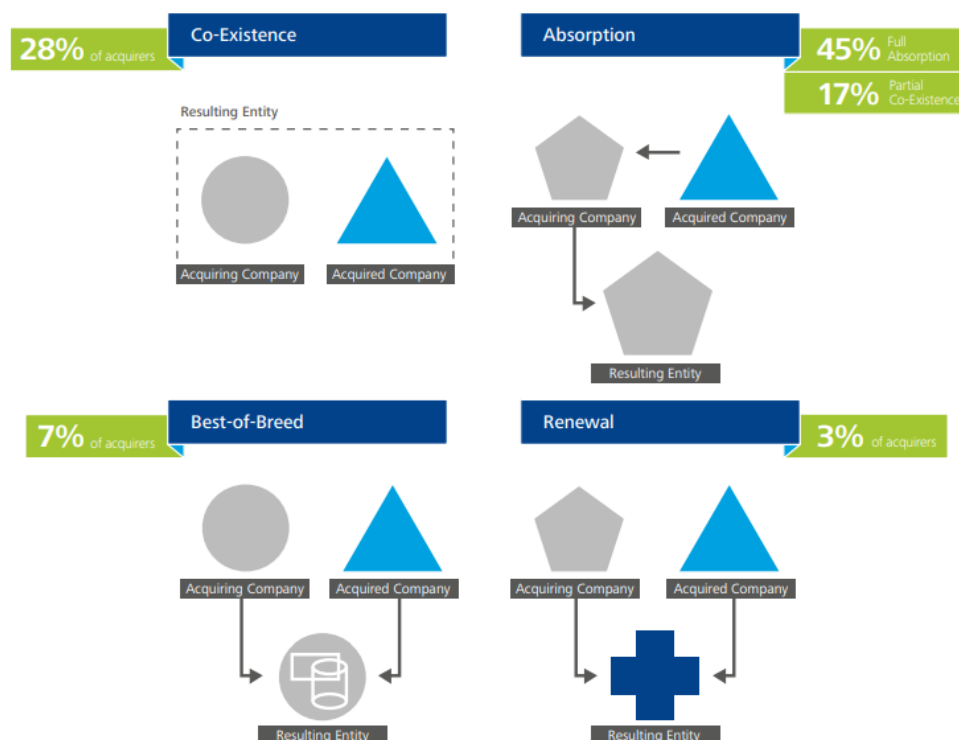 Co-Existence
28% of acquirers
Resulting Entity
Acquiring Company
Acquired Company
Absorption
45% Full Absorption
17% Partial Co-Existence
Acquiring Company
Acquired Company
Resulting Entity
Best-of-Breed
7% of acquirers
Acquiring Company
Acquired Company
Resulting Entity
Renewal
3% of acquirers
Acquiring Company
Acquired Company
Resulting Entity